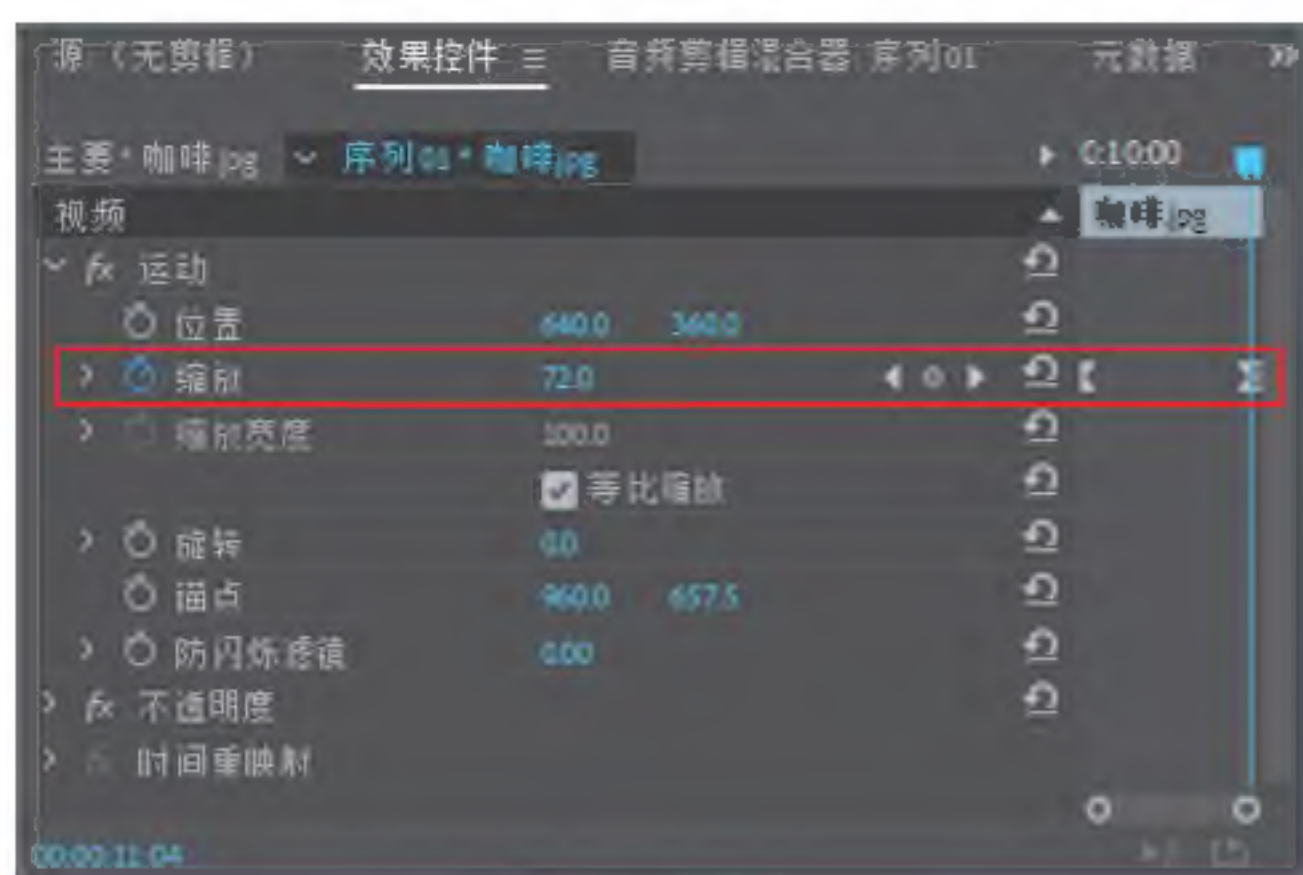 源（无剪辑） 效果控件 音频剪辑混合器:序列01 元数据
主要*咖啡.jpg 序列01*咖啡.jpg 0:10:00
视频 咖啡.jpg
fx 运动
位置 640.0 360.0
缩放 72.0
缩放宽度 100.0
等比缩放
旋转 0.0
锚点 960.0 657.5
防闪烁滤镜 0.00
fx 不透明度
时间重映射
00:00:11:04